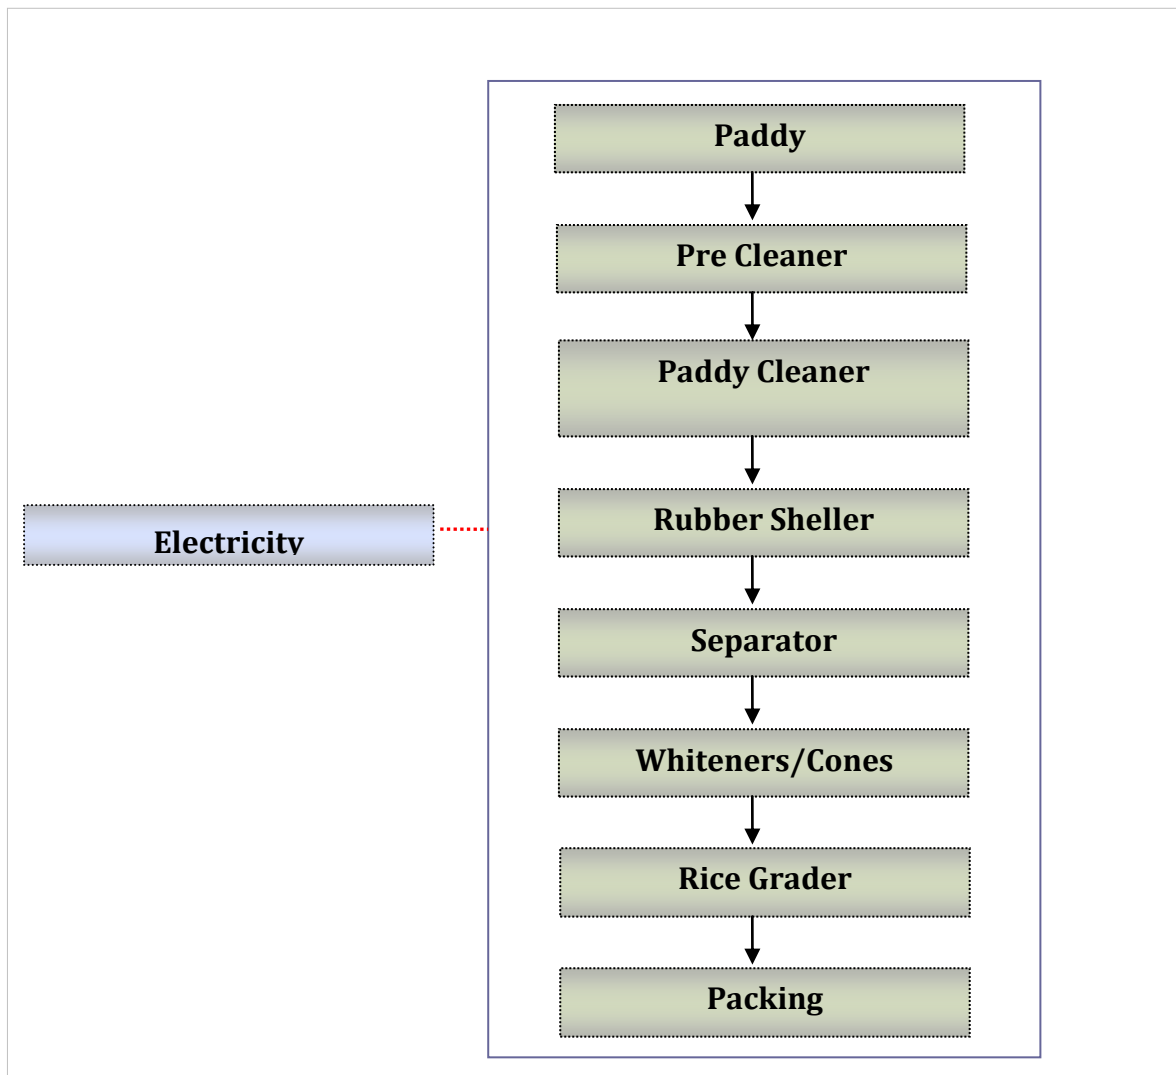 Paddy
Pre Cleaner
Paddy Cleaner
Electricity
Rubber Sheller
Separator
Whiteners/Cones
Rice Grader
Packing